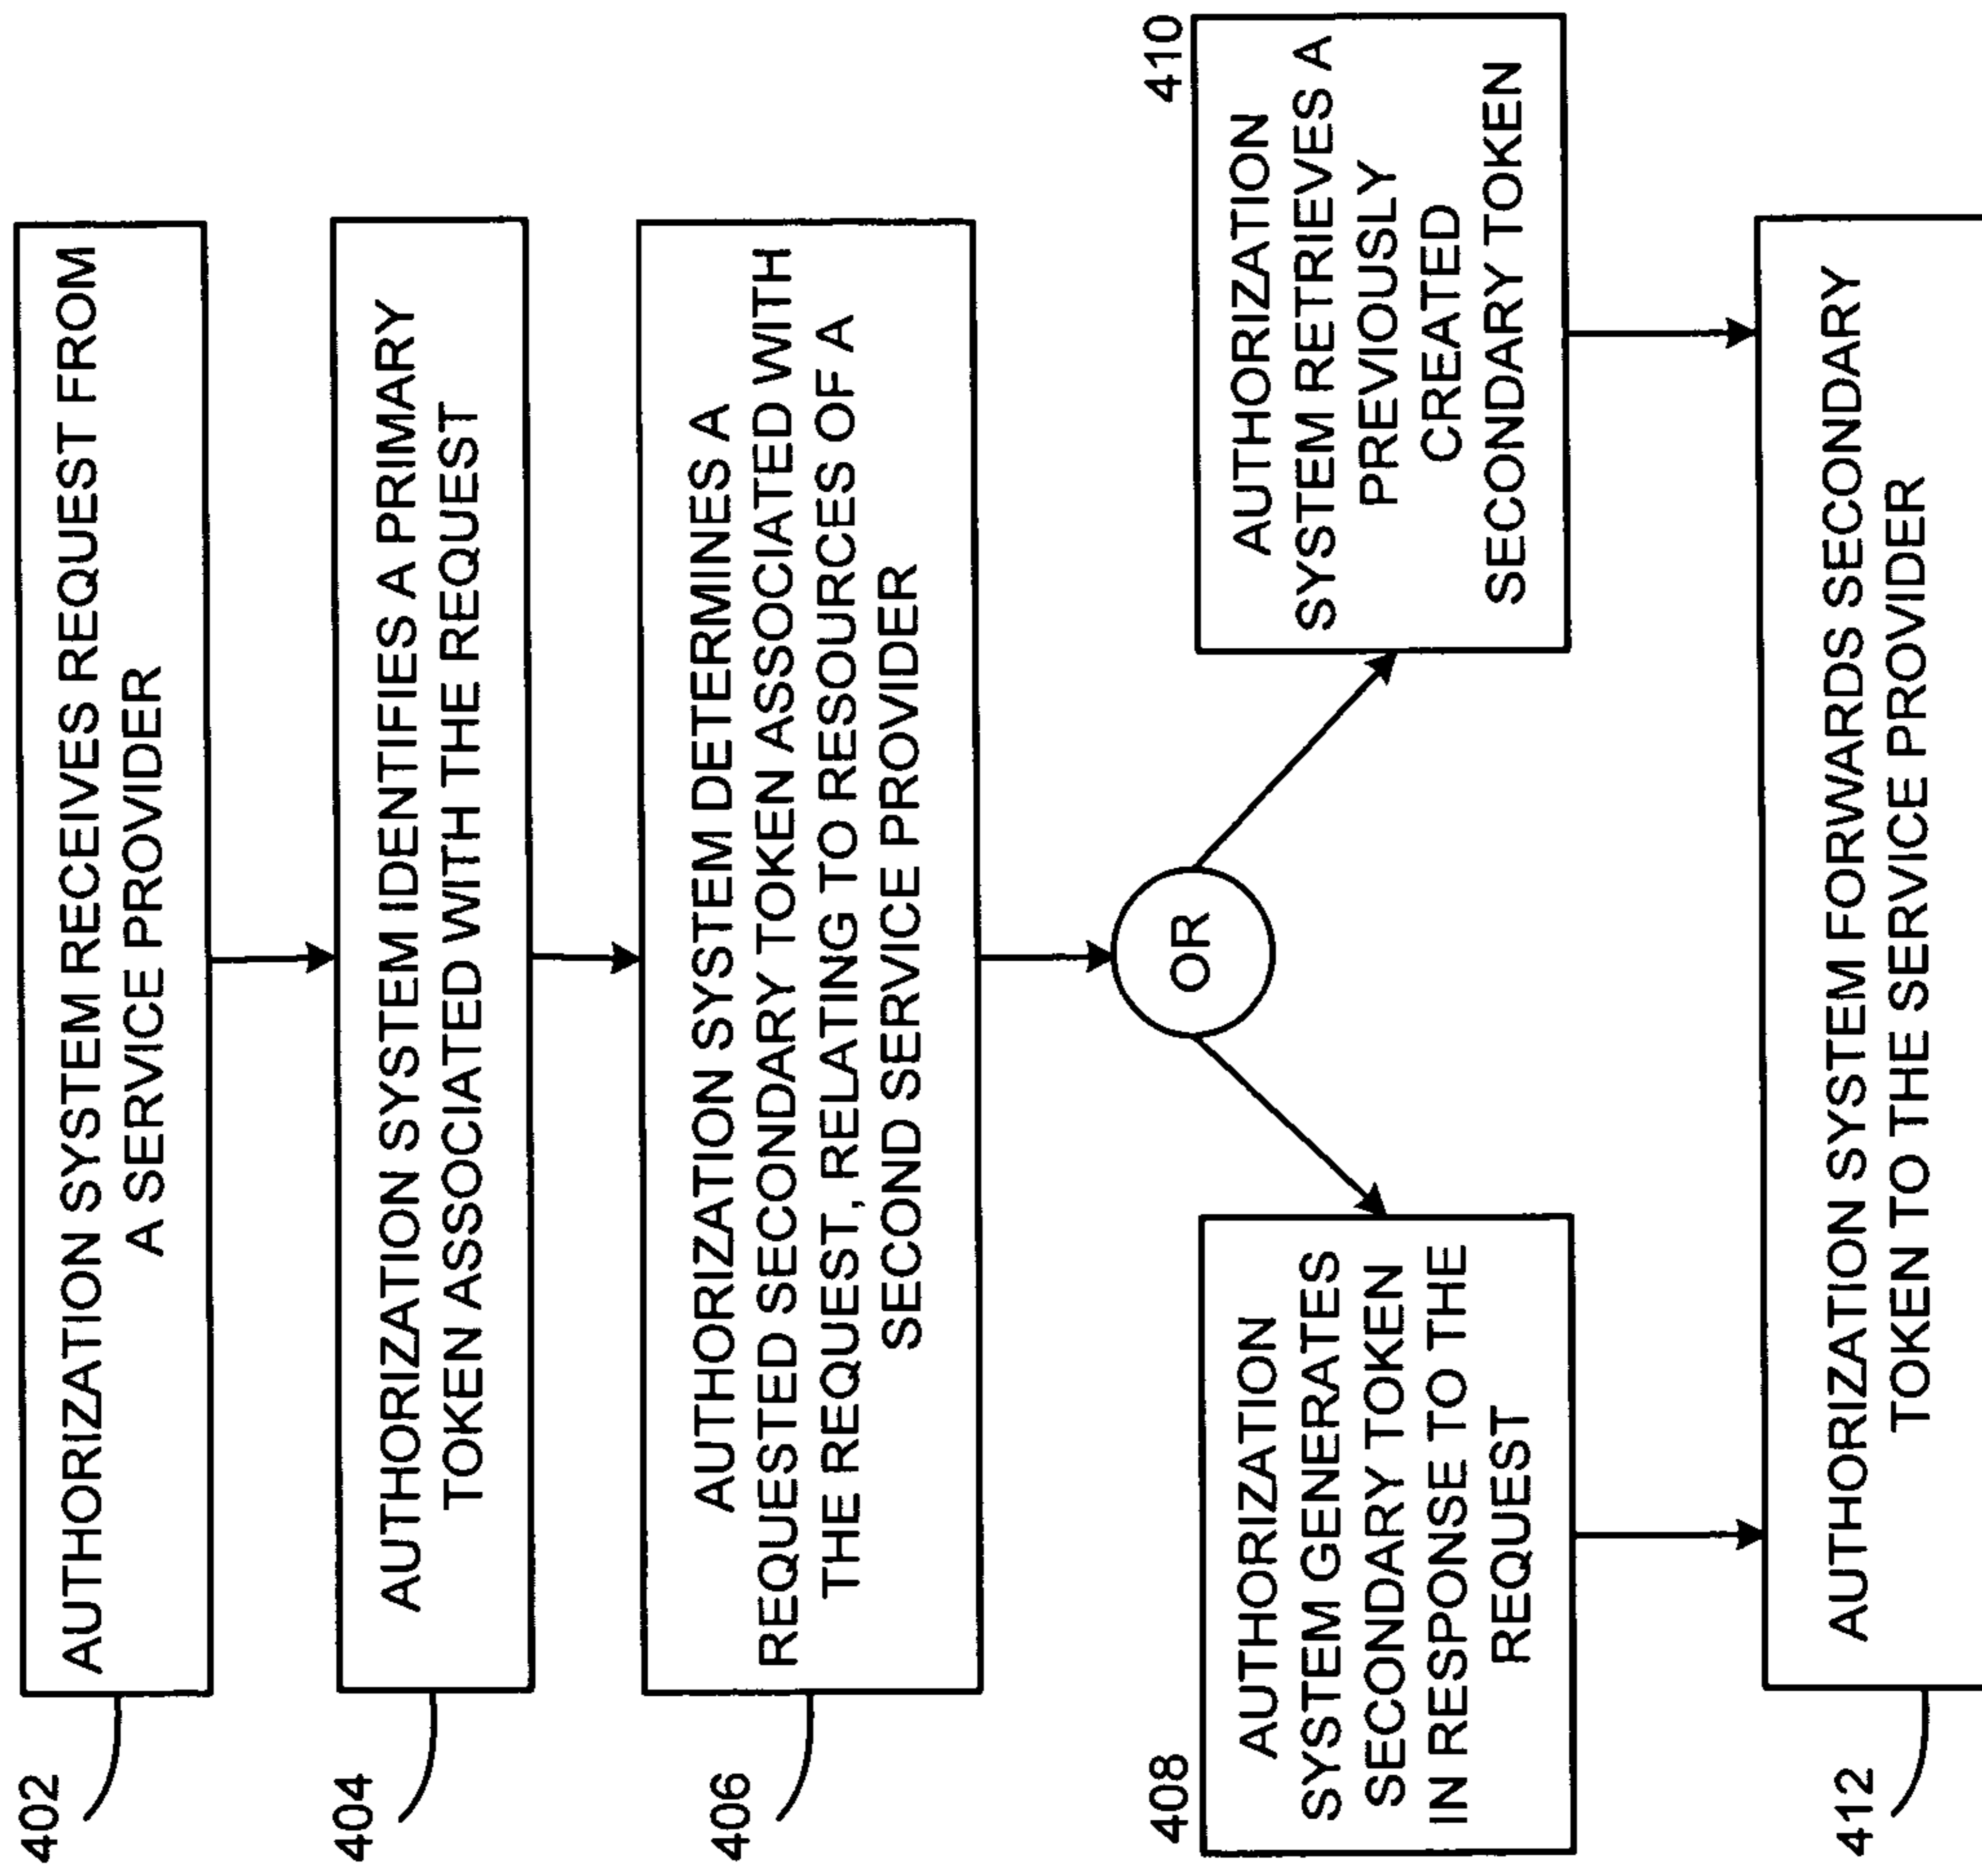 402
AUTHORIZATION SYSTEM RECEIVES REQUEST FROM
A SERVICE PROVIDER
404
AUTHORIZATION SYSTEM IDENTIFIES A PRIMARY
TOKEN ASSOCIATED WITH THE REQUEST
406
AUTHORIZATION SYSTEM DETERMINES A
REQUESTED SECONDARY TOKEN ASSOCIATED WITH
THE REQUEST, RELATING TO RESOURCES OF A
SECOND SERVICE PROVIDER
OR
408
AUTHORIZATION
SYSTEM GENERATES
SECONDARY TOKEN
IN RESPONSE TO THE
REQUEST
410
AUTHORIZATION
SYSTEM RETRIEVES A
PREVIOUSLY
CREATED
SECONDARY TOKEN
412
AUTHORIZATION SYSTEM FORWARDS SECONDARY
TOKEN TO THE SERVICE PROVIDER